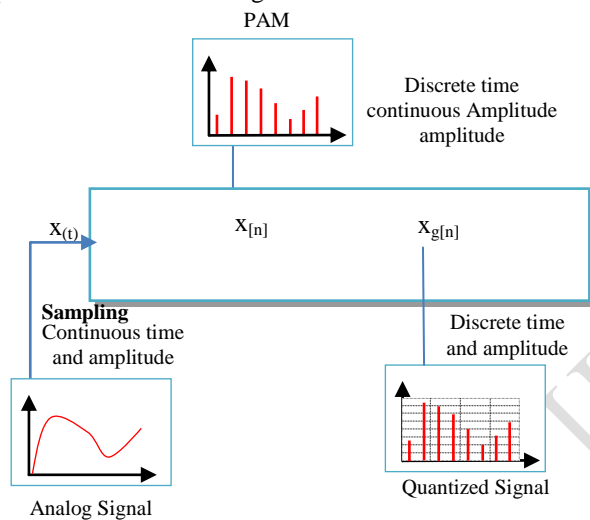 PAM
Discrete time
continuous Amplitude
amplitude
x(t)
x[n]
xg[n]
Sampling
Continuous time
and amplitude
Discrete time
and amplitude
Analog Signal
Quantized Signal